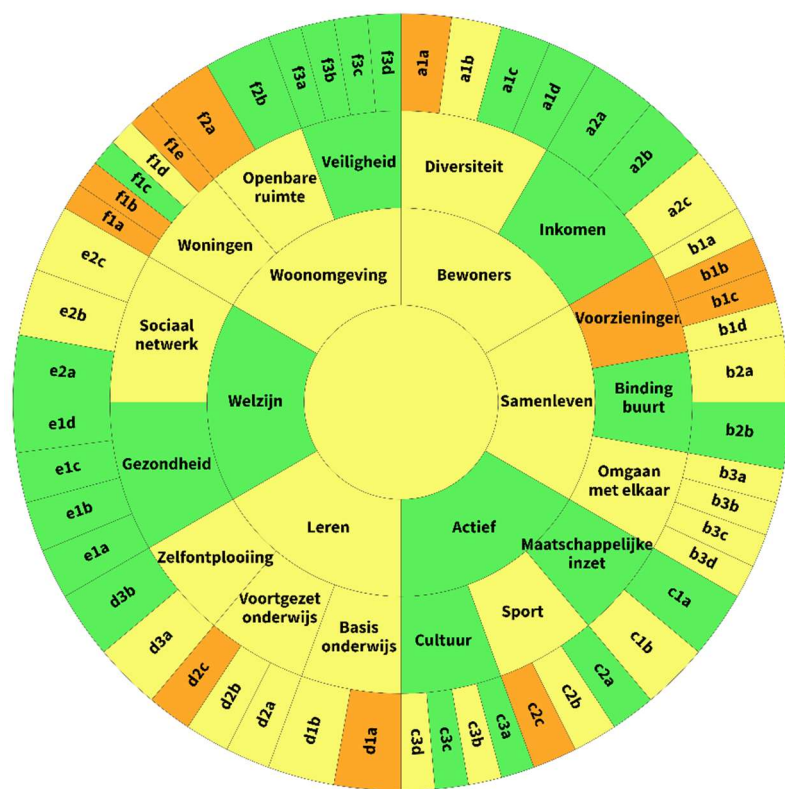 a1a
a1b
a1c
a1d
a2a
a2b
a2c
b1a
b1b
b1c
b1d
b2a
b2b
b3a
b3b
b3c
b3d
c1a
c1b
c2a
c2b
c2c
c3a
c3b
c3c
c3d
d1a
d1b
d2a
d2b
d2c
d3a
d3b
e1a
e1b
e1c
e1d
e2a
e2b
e2c
f1a
f1b
f1c
f1d
f1e
f2a
f2b
f3a
f3b
f3c
f3d
Diversiteit
Inkomen
Voorzieningen
Binding
buurt
Omgaan
met elkaar
Maatschappelijke
inzet
Sport
Cultuur
Basis
onderwijs
Voortgezet
onderwijs
Zelfontplooiing
Gezondheid
Sociaal
netwerk
Woningen
Openbare
ruimte
Veiligheid
Bewoners
Samenleven
Actief
Leren
Welzijn
Woonomgeving